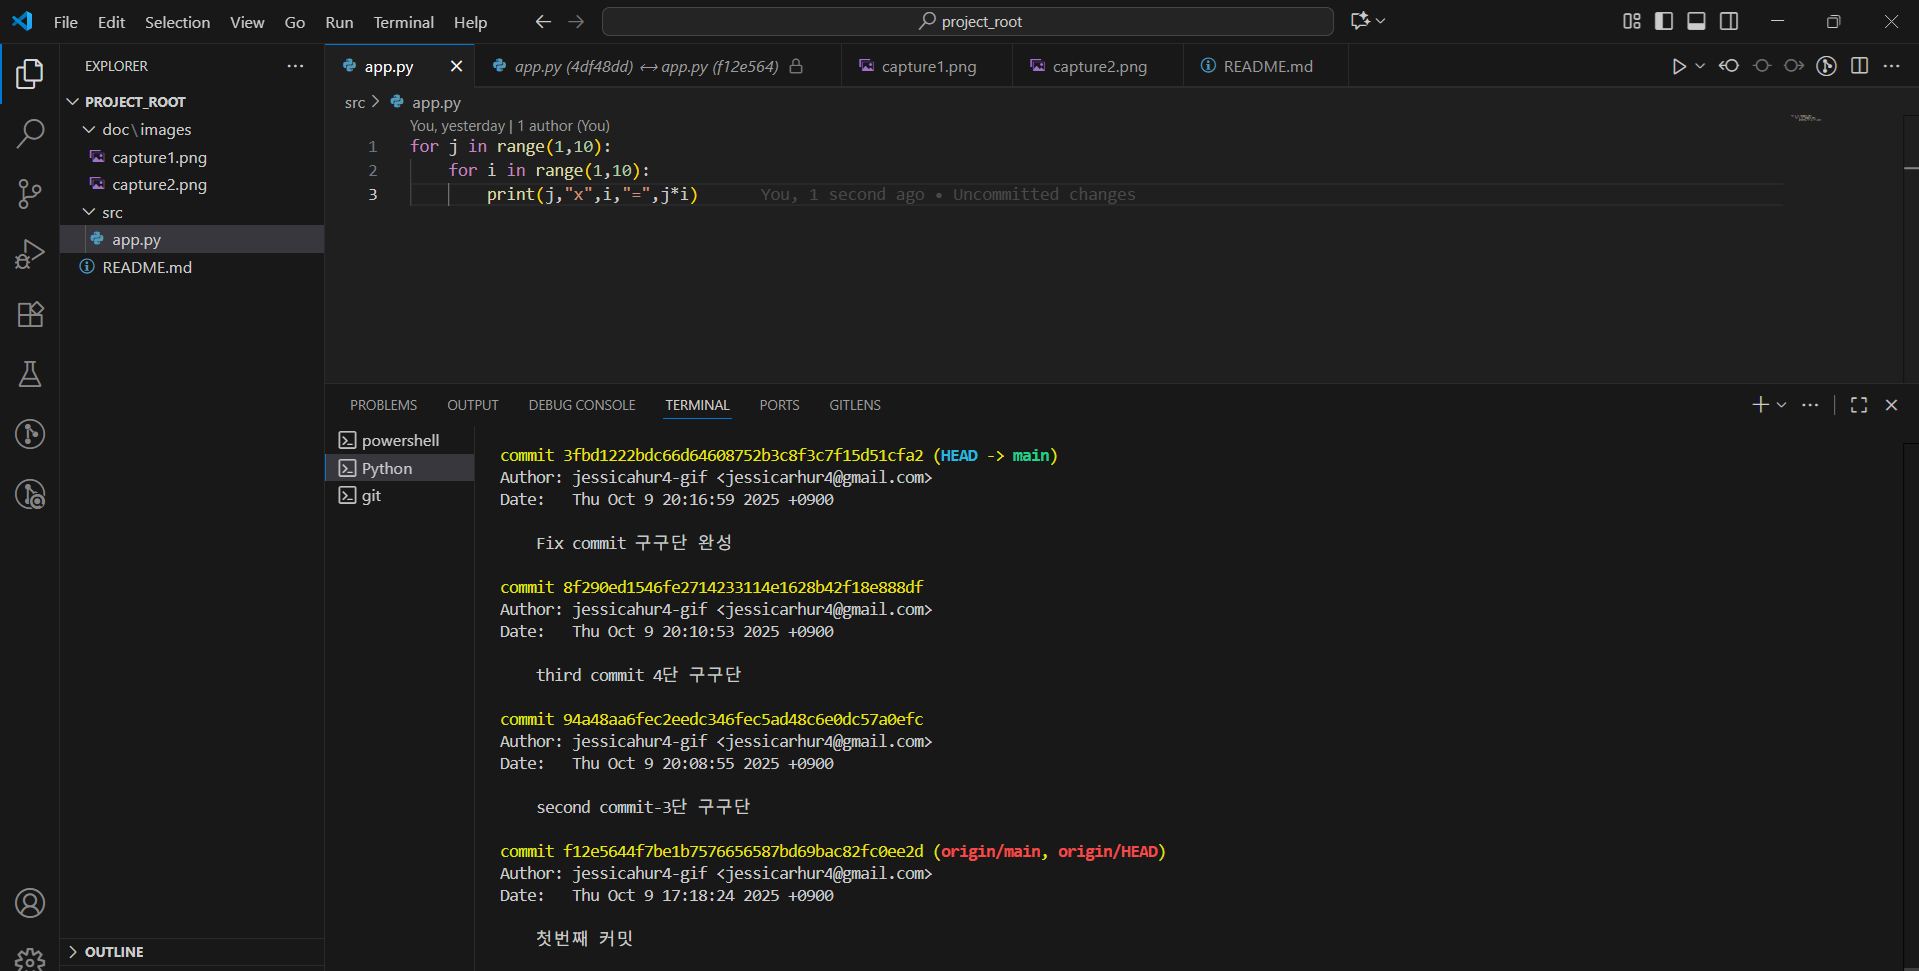 File Edit Selection View Go Run Terminal Help project_root
EXPLORER
PROJECT_ROOT
doc\images
capture1.png
capture2.png
src
app.py
README.md
OUTLINE
app.py app.py (4df48dd) ↔ app.py (f12e564) capture1.png capture2.png README.md
src > app.py
You, yesterday | 1 author (You)
1 for j in range(1,10):
2 for i in range(1,10):
3 print(j,"x",i,"=",j*i) You, 1 second ago • Uncommitted changes
PROBLEMS OUTPUT DEBUG CONSOLE TERMINAL PORTS GITLENS
powershell
Python
git
commit 3fbd1222bdc66d64608752b3c8f3c7f15d51cfa2 (HEAD -> main)
Author: jessicahur4-gif <jessicarhur4@gmail.com>
Date: Thu Oct 9 20:16:59 2025 +0900
Fix commit 구구단 완성
commit 8f290ed1546fe2714233114e1628b42f18e888df
Author: jessicahur4-gif <jessicarhur4@gmail.com>
Date: Thu Oct 9 20:10:53 2025 +0900
third commit 4단 구구단
commit 94a48aa6fec2eedc346fec5ad48c6e0dc57a0efc
Author: jessicahur4-gif <jessicarhur4@gmail.com>
Date: Thu Oct 9 20:08:55 2025 +0900
second commit-3단 구구단
commit f12e5644f7be1b7576656587bd69bac82fc0ee2d (origin/main, origin/HEAD)
Author: jessicahur4-gif <jessicarhur4@gmail.com>
Date: Thu Oct 9 17:18:24 2025 +0900
첫번째 커밋